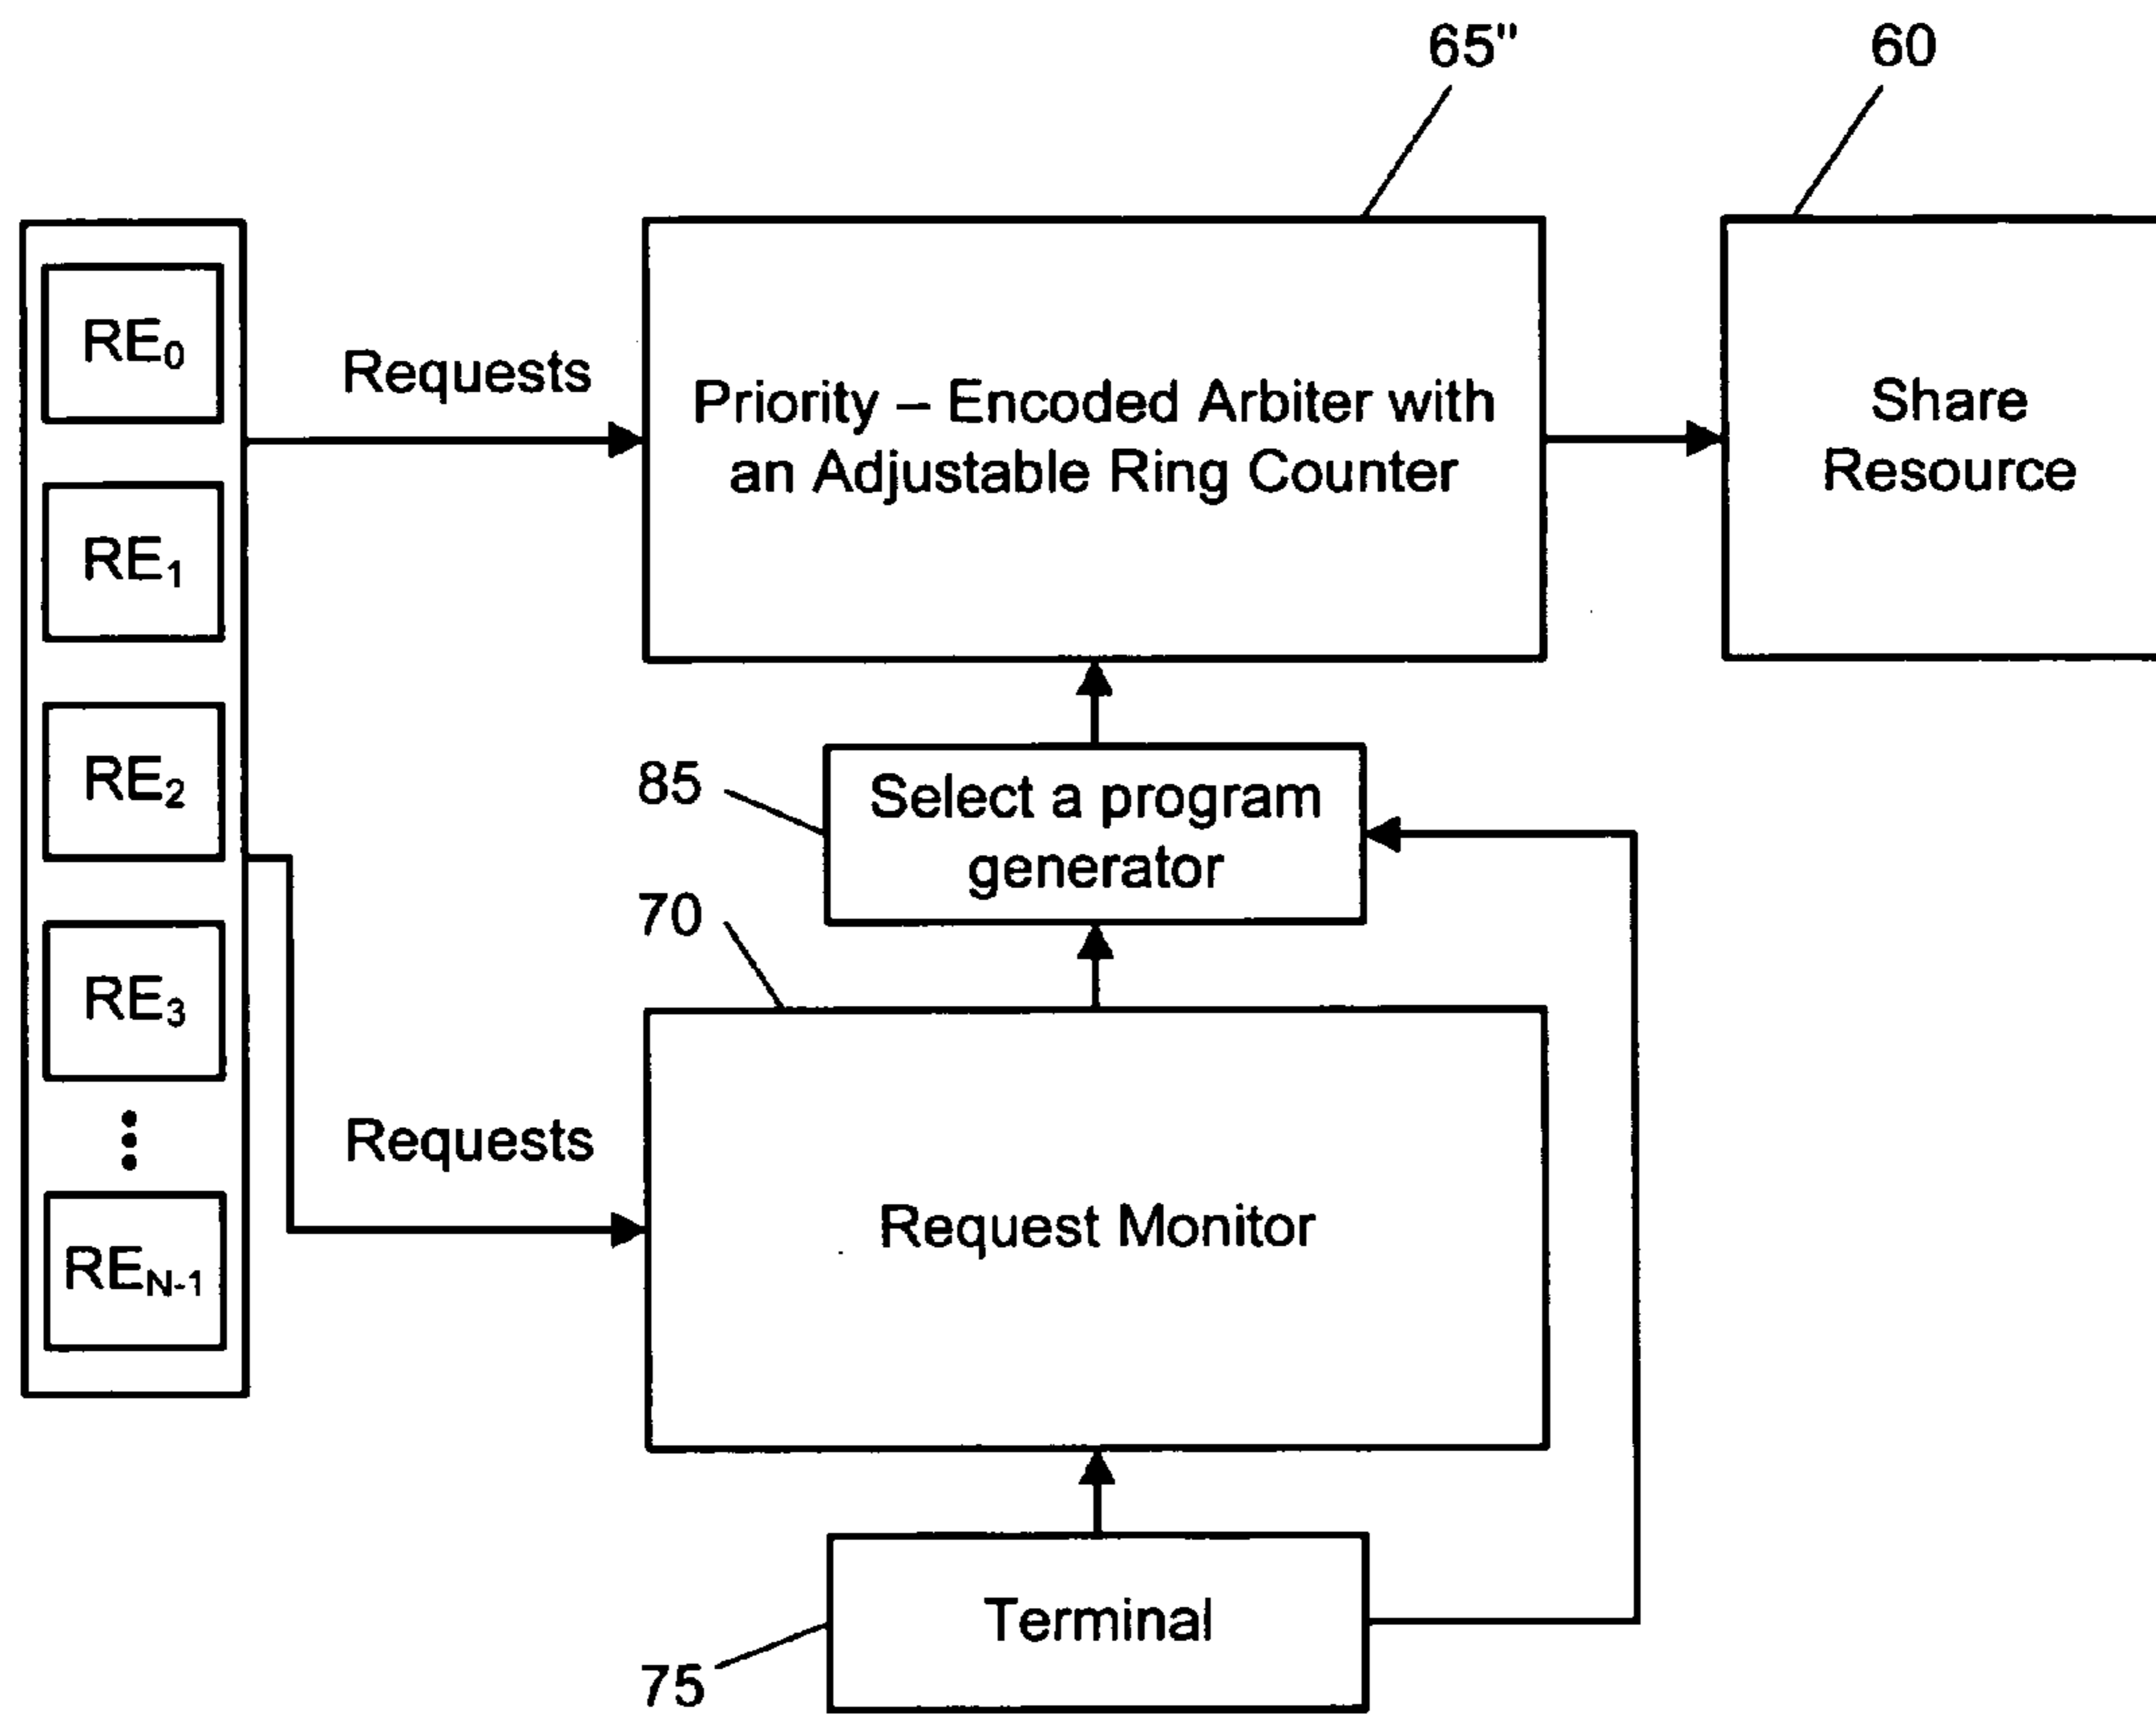 65"
60
RE₀
RE₁
RE₂
RE₃
REN-1
Requests
Priority – Encoded Arbiter with
an Adjustable Ring Counter
Share
Resource
85
Select a program
generator
70
Requests
Request Monitor
Terminal
75